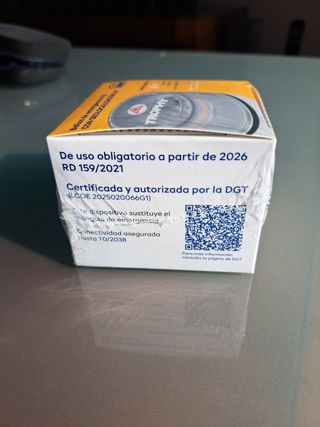 TROPHY
De uso obligatorio a partir de 2026
RD 159/2021
Certificada y autorizada por la DGT
(LCOE 2025020066G1)
Este dispositivo sustituye el
triángulo de emergencia
Conectividad asegurada
hasta 10/2038
Para más información
consulta la página de DGT